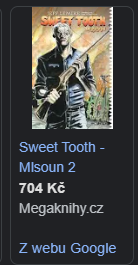 SWEET TOOTH
Sweet Tooth -
Mlsoun 2
704 Kč
Megaknihy.cz
Z webu Google